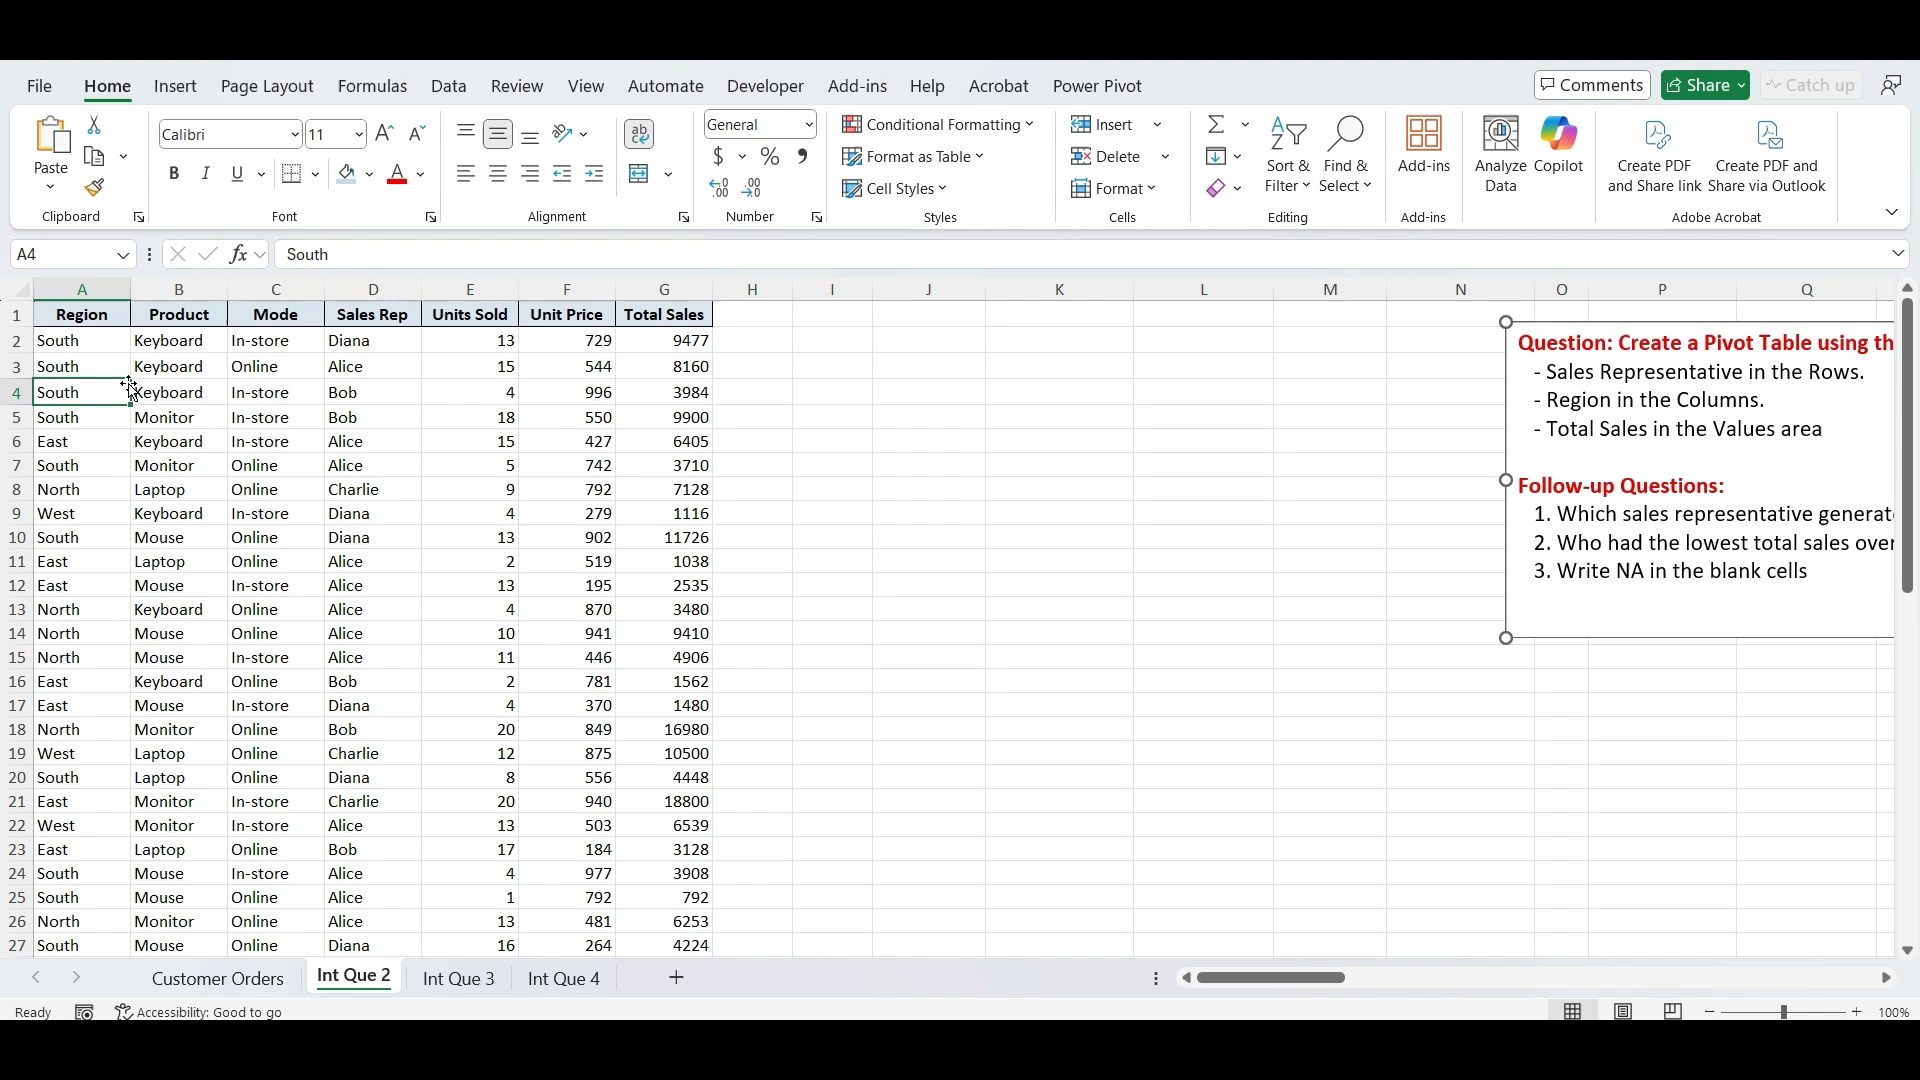 File Home Insert Page Layout Formulas Data Review View Automate Developer Add-ins Help Acrobat Power Pivot Comments Share Catch up
Paste
Clipboard
Calibri 11
B I U
Font
ab
Alignment
General
$ % ,
Number
Conditional Formatting
Format as Table
Cell Styles
Styles
Insert
Delete
Format
Cells
Sort & Filter
Find & Select
Editing
Add-ins
Add-ins
Analyze Data
Copilot
Create PDF and Share link
Create PDF and Share via Outlook
Adobe Acrobat
A4 fx South
A B C D E F G H I J K L M N O P Q
1 Region Product Mode Sales Rep Units Sold Unit Price Total Sales
2 South Keyboard In-store Diana 13 729 9477
3 South Keyboard Online Alice 15 544 8160
4 South Keyboard In-store Bob 4 996 3984
5 South Monitor In-store Bob 18 550 9900
6 East Keyboard In-store Alice 15 427 6405
7 South Monitor Online Alice 5 742 3710
8 North Laptop Online Charlie 9 792 7128
9 West Keyboard In-store Diana 4 279 1116
10 South Mouse Online Diana 13 902 11726
11 East Laptop Online Alice 2 519 1038
12 East Mouse In-store Alice 13 195 2535
13 North Keyboard Online Alice 4 870 3480
14 North Mouse Online Alice 10 941 9410
15 North Mouse In-store Alice 11 446 4906
16 East Keyboard Online Bob 2 781 1562
17 East Mouse In-store Diana 4 370 1480
18 North Monitor Online Bob 20 849 16980
19 West Laptop Online Charlie 12 875 10500
20 South Laptop Online Diana 8 556 4448
21 East Monitor In-store Charlie 20 940 18800
22 West Monitor In-store Alice 13 503 6539
23 East Laptop Online Bob 17 184 3128
24 South Mouse In-store Alice 4 977 3908
25 South Mouse Online Alice 1 792 792
26 North Monitor Online Alice 13 481 6253
27 South Mouse Online Diana 16 264 4224
Question: Create a Pivot Table using th
- Sales Representative in the Rows.
- Region in the Columns.
- Total Sales in the Values area
Follow-up Questions:
1. Which sales representative generat
2. Who had the lowest total sales over
3. Write NA in the blank cells
Customer Orders Int Que 2 Int Que 3 Int Que 4
Ready Accessibility: Good to go 100%